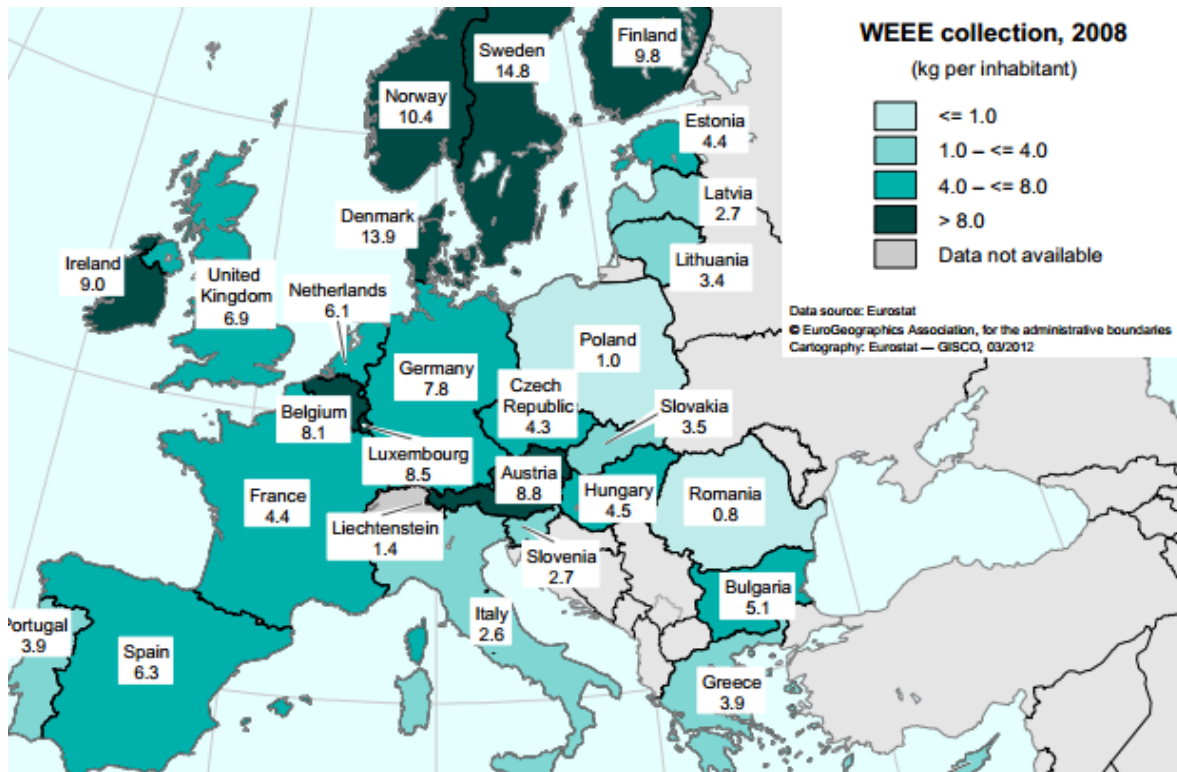 WEEE collection, 2008
(kg per inhabitant)
<= 1.0
1.0 – <= 4.0
4.0 – <= 8.0
> 8.0
Data not available
Data source: Eurostat
© EuroGeographics Association, for the administrative boundaries
Cartography: Eurostat — GISCO, 03/2012
Finland
9.8
Sweden
14.8
Norway
10.4
Estonia
4.4
Latvia
2.7
Denmark
13.9
Lithuania
3.4
Ireland
9.0
United
Kingdom
6.9
Netherlands
6.1
Poland
1.0
Germany
7.8
Czech
Republic
4.3
Slovakia
3.5
Belgium
8.1
Luxembourg
8.5
Austria
8.8
Hungary
4.5
Romania
0.8
France
4.4
Liechtenstein
1.4
Slovenia
2.7
Bulgaria
5.1
Italy
2.6
Portugal
3.9
Spain
6.3
Greece
3.9